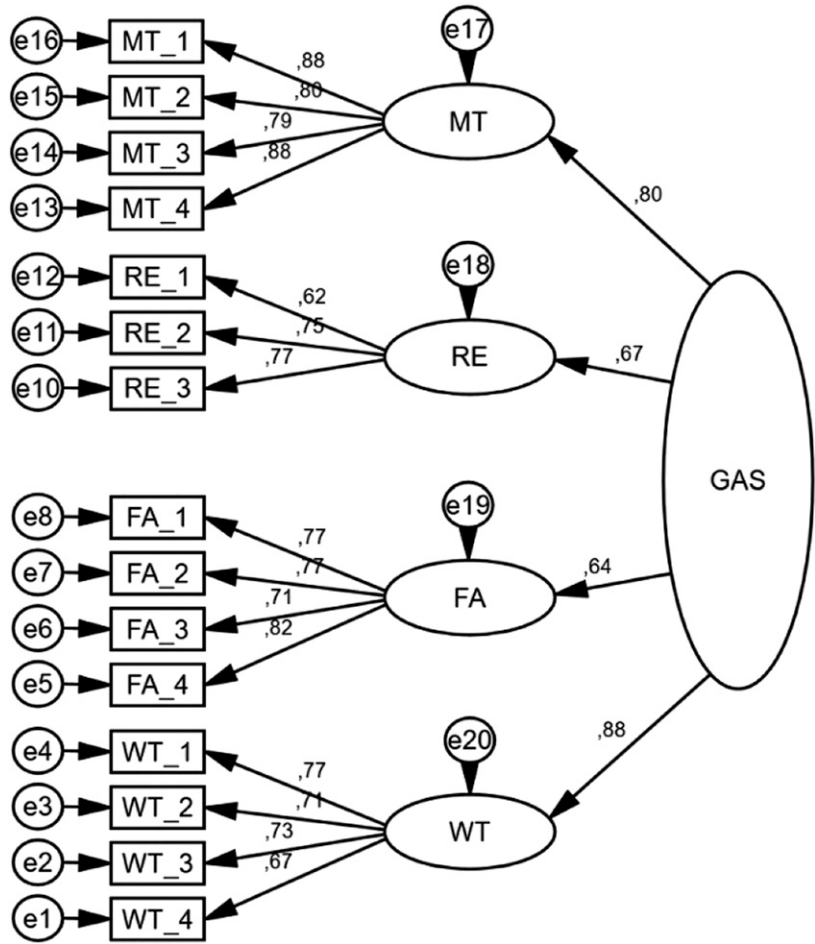 e17
e16 MT_1
,88
e15 MT_2
,80
MT
e14 MT_3
,79
e13 MT_4
,88
,80
e18
e12 RE_1
,62
e11 RE_2
,75
RE
,67
e10 RE_3
,77
GAS
e19
e8 FA_1
,77
e7 FA_2
,77
FA
,64
e6 FA_3
,71
e5 FA_4
,82
e20
e4 WT_1
,77
,88
e3 WT_2
,71
WT
e2 WT_3
,73
e1 WT_4
,67